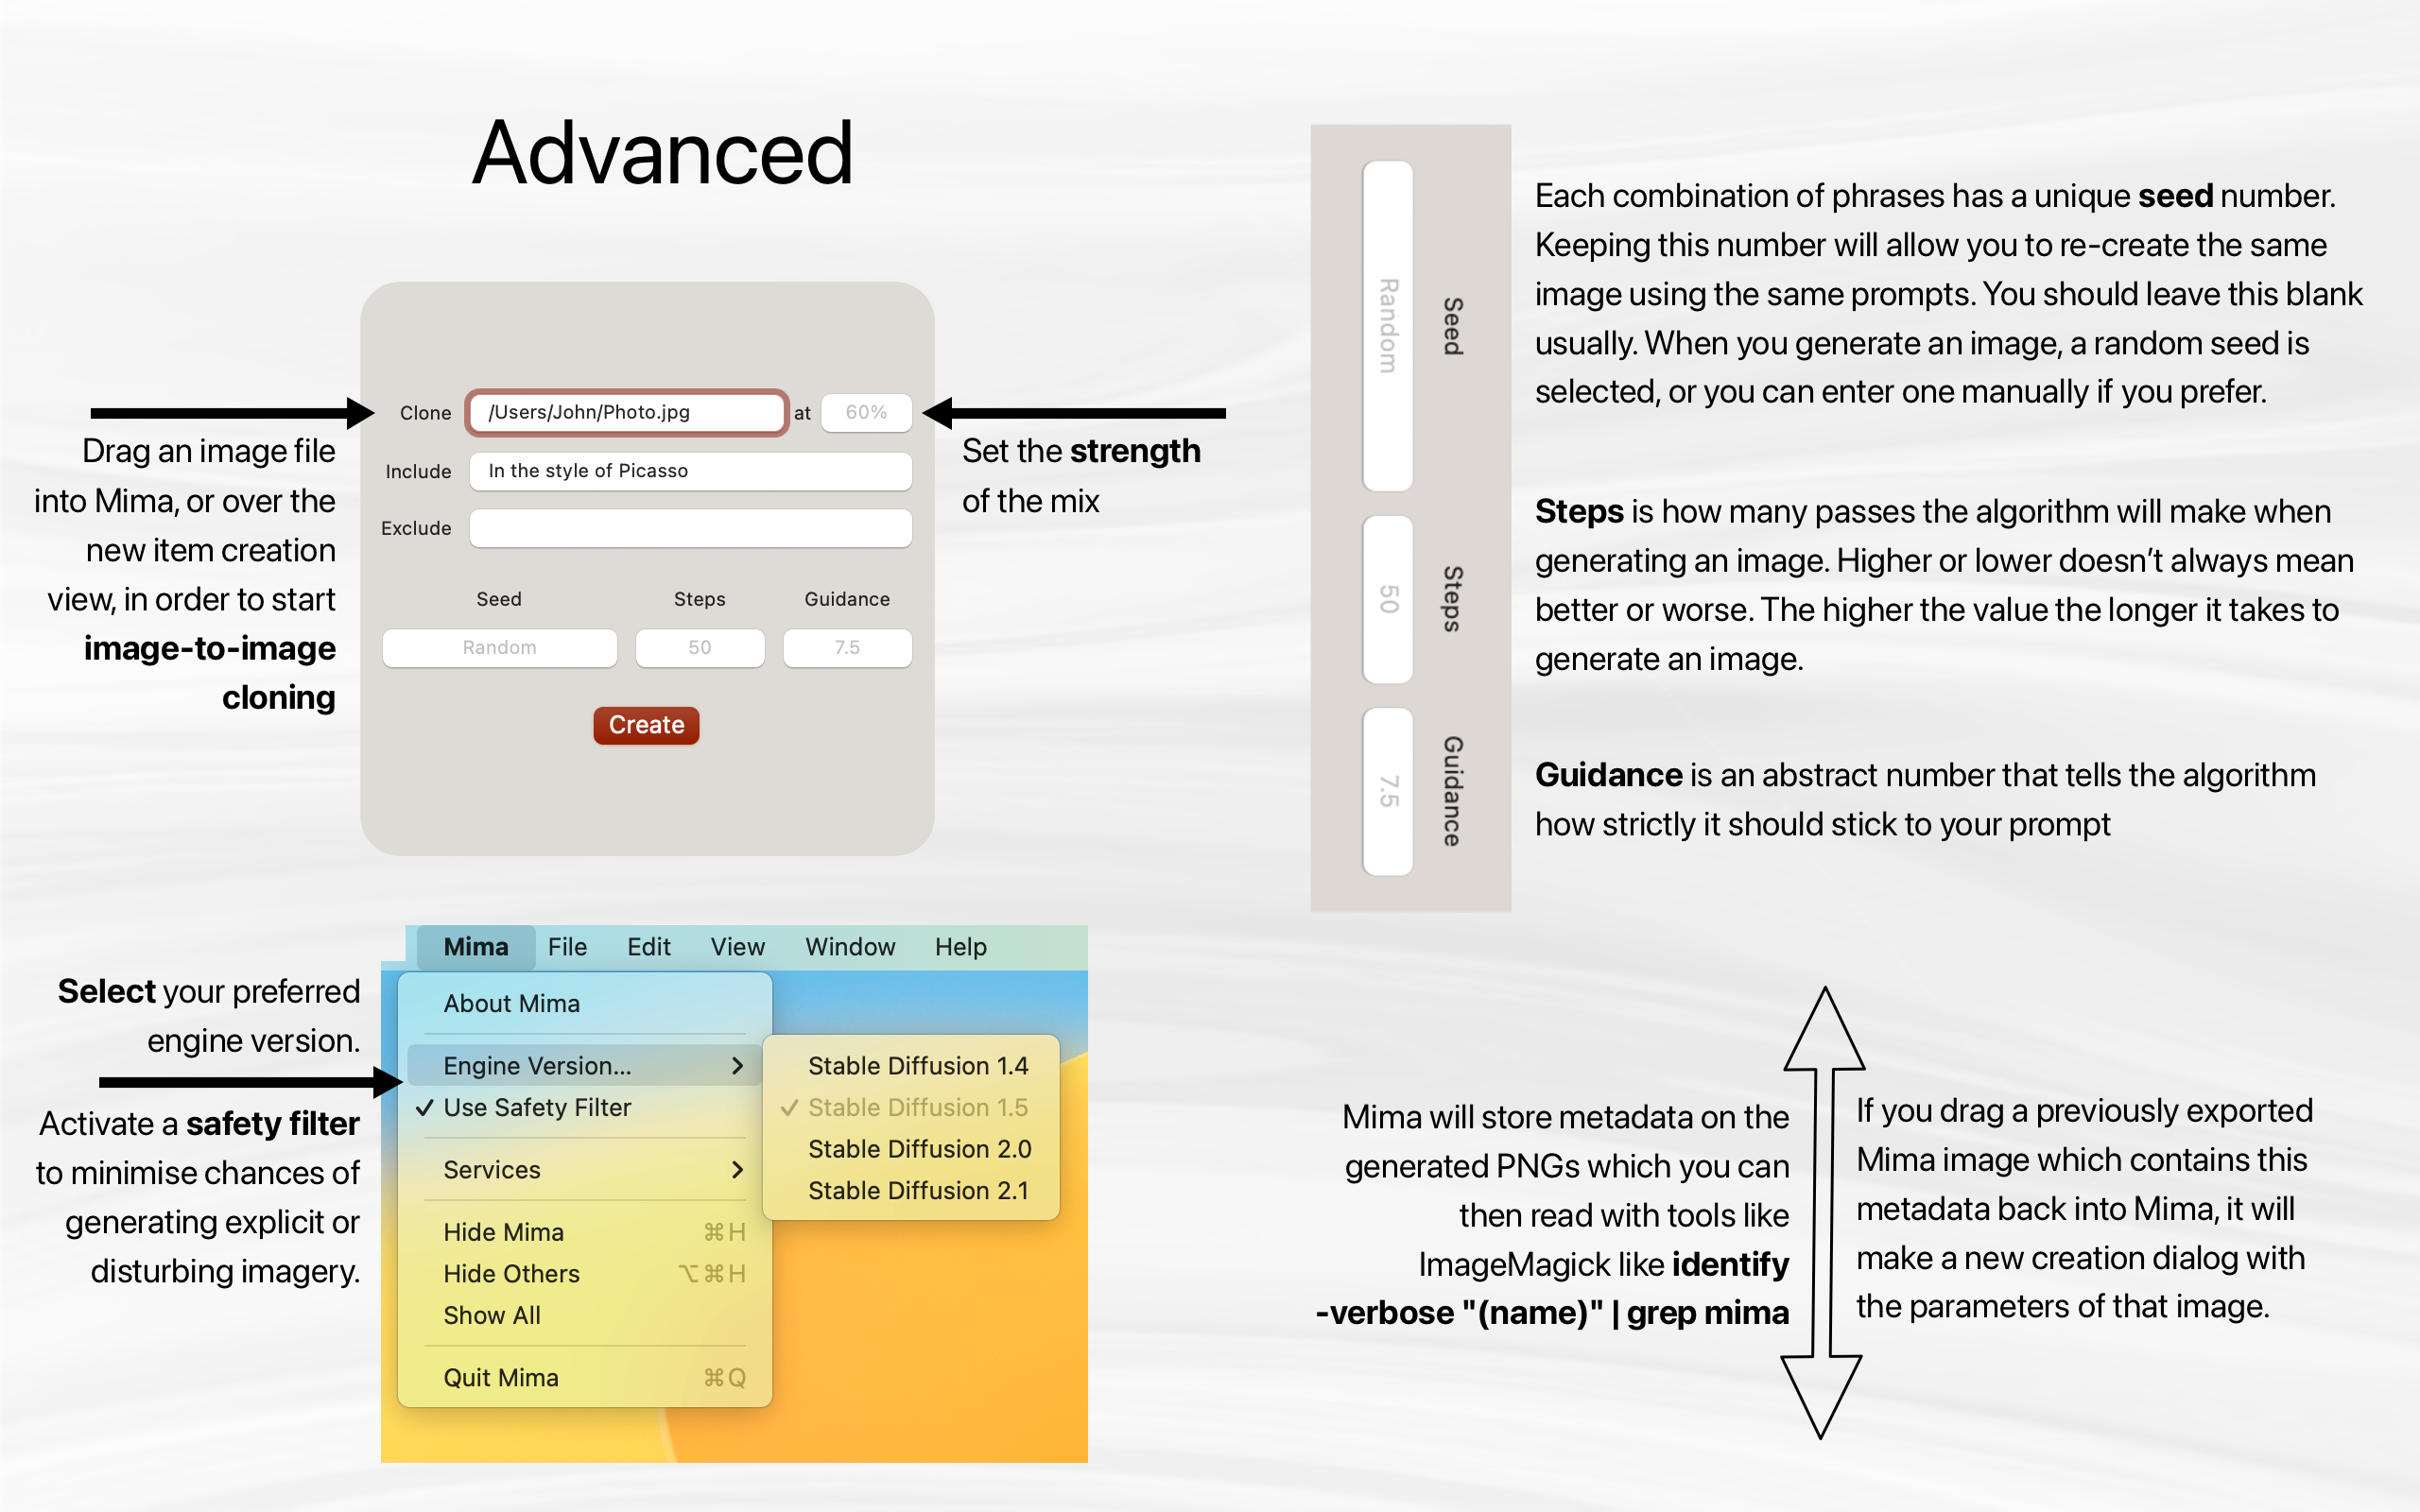 Advanced
Clone /Users/John/Photo.jpg at 60%
Include In the style of Picasso
Exclude
Seed Steps Guidance
Random 50 7.5
Create
Drag an image file
into Mima, or over the
new item creation
view, in order to start
image-to-image
cloning
Set the strength
of the mix
Seed
Random
Steps
50
Guidance
7.5
Each combination of phrases has a unique seed number.
Keeping this number will allow you to re-create the same
image using the same prompts. You should leave this blank
usually. When you generate an image, a random seed is
selected, or you can enter one manually if you prefer.
Steps is how many passes the algorithm will make when
generating an image. Higher or lower doesn’t always mean
better or worse. The higher the value the longer it takes to
generate an image.
Guidance is an abstract number that tells the algorithm
how strictly it should stick to your prompt
Select your preferred
engine version.
Activate a safety filter
to minimise chances of
generating explicit or
disturbing imagery.
Mima File Edit View Window Help
About Mima
Engine Version...
✓ Use Safety Filter
Services
Hide Mima ⌘H
Hide Others ⌥⌘H
Show All
Quit Mima ⌘Q
Stable Diffusion 1.4
✓ Stable Diffusion 1.5
Stable Diffusion 2.0
Stable Diffusion 2.1
Mima will store metadata on the
generated PNGs which you can
then read with tools like
ImageMagick like identify
-verbose "(name)" | grep mima
If you drag a previously exported
Mima image which contains this
metadata back into Mima, it will
make a new creation dialog with
the parameters of that image.